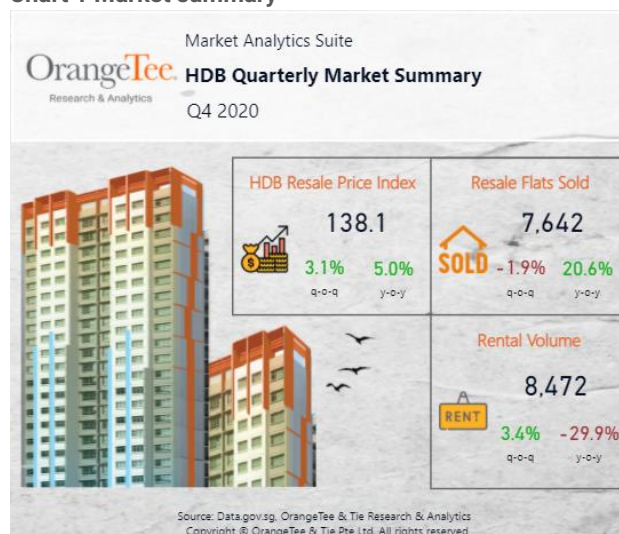 Chart 1 Market summary
Market Analytics Suite
OrangeTee
Research & Analytics
HDB Quarterly Market Summary
Q4 2020
HDB Resale Price Index
138.1
3.1% 5.0%
q-o-q y-o-y
Resale Flats Sold
7,642
SOLD
-1.9% 20.6%
q-o-q y-o-y
Rental Volume
8,472
RENT
3.4% -29.9%
q-o-q y-o-y
Source: Data.gov.sg, OrangeTee & Tie Research & Analytics
Copyright © OrangeTee & Tie Pte Ltd. All rights reserved